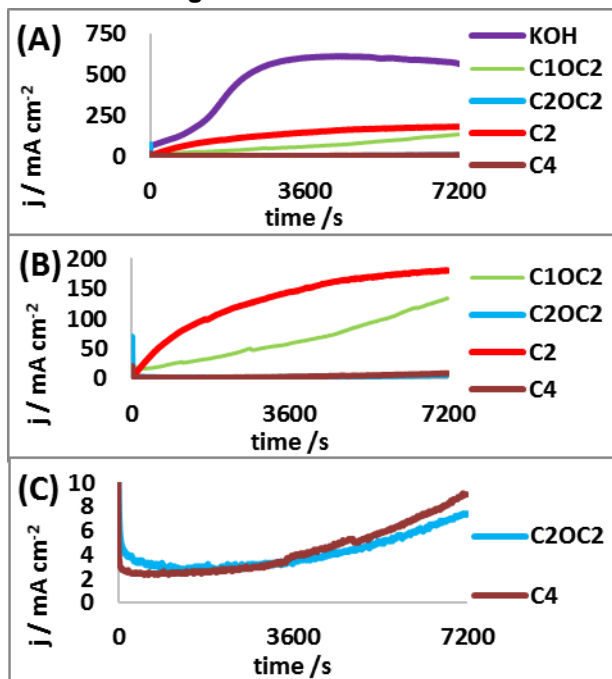 (A)
750
500
250
0
j / mA cm-2
0 3600 7200
time /s
KOH
C1OC2
C2OC2
C2
C4
(B)
200
150
100
50
0
j / mA cm-2
0 3600 7200
time /s
C1OC2
C2OC2
C2
C4
(C)
10
8
6
4
2
0
j / mA cm-2
0 3600 7200
time /s
C2OC2
C4